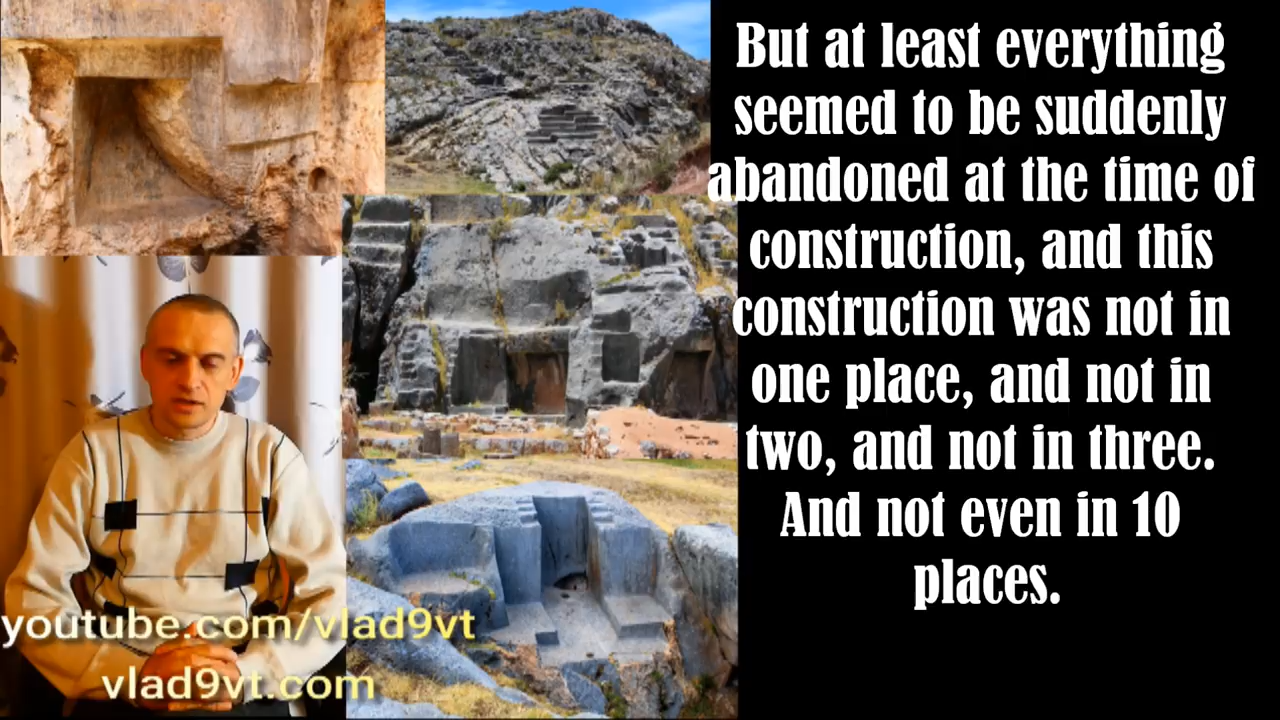 But at least everything
seemed to be suddenly
abandoned at the time of
construction, and this
construction was not in
one place, and not in
two, and not in three.
And not even in 10
places.
youtube.com/vlad9vt
vlad9vt.com